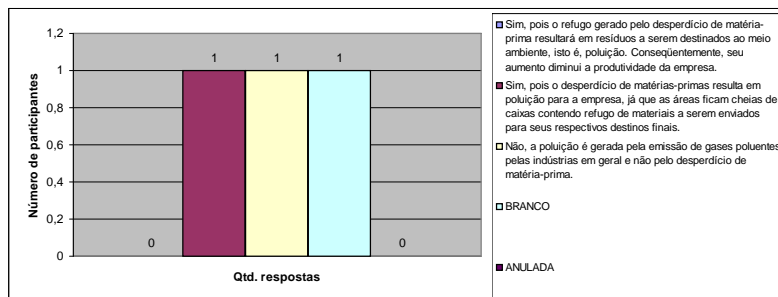 1,2
1
0,8
0,6
0,4
0,2
0
Número de participantes
0
1
1
1
0
Qtd. respostas
Sim, pois o refugo gerado pelo desperdício de matéria-
prima resultará em resíduos a serem destinados ao meio
ambiente, isto é, poluição. Conseqüentemente, seu
aumento diminui a produtividade da empresa.
Sim, pois o desperdício de matérias-primas resulta em
poluição para a empresa, já que as áreas ficam cheias de
caixas contendo refugo de materiais a serem enviados
para seus respectivos destinos finais.
Não, a poluição é gerada pela emissão de gases poluentes
pelas indústrias em geral e não pelo desperdício de
matéria-prima.
BRANCO
ANULADA